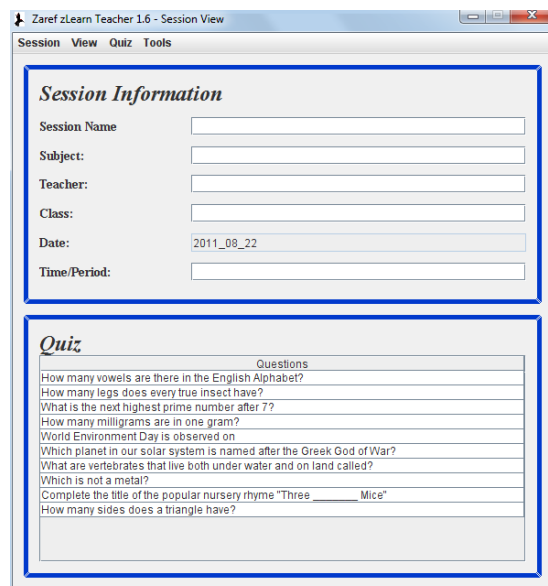 Zaref zLearn Teacher 1.6 - Session View
Session View Quiz Tools
Session Information
Session Name
Subject:
Teacher:
Class:
Date: 2011_08_22
Time/Period:
Quiz
Questions
How many vowels are there in the English Alphabet?
How many legs does every true insect have?
What is the next highest prime number after 7?
How many milligrams are in one gram?
World Environment Day is observed on
Which planet in our solar system is named after the Greek God of War?
What are vertebrates that live both under water and on land called?
Which is not a metal?
Complete the title of the popular nursery rhyme "Three ________ Mice"
How many sides does a triangle have?